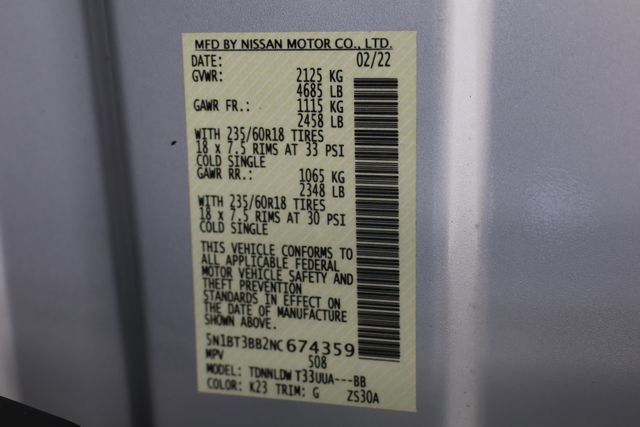 MFD BY NISSAN MOTOR CO., LTD.
DATE: 02/22
GVWR: 2125 KG
4685 LB
GAWR FR.: 1115 KG
2458 LB
WITH 235/60R18 TIRES
18 x 7.5 RIMS AT 33 PSI
COLD SINGLE
GAWR RR.: 1065 KG
2348 LB
WITH 235/60R18 TIRES
18 x 7.5 RIMS AT 30 PSI
COLD SINGLE
THIS VEHICLE CONFORMS TO
ALL APPLICABLE FEDERAL
MOTOR VEHICLE SAFETY AND
THEFT PREVENTION
STANDARDS IN EFFECT ON
THE DATE OF MANUFACTURE
SHOWN ABOVE.
5N1BT3BB2NC674359
MPV 508
MODEL: TDNNLDW T33UUA---BB
COLOR: K23 TRIM: G ZS30A